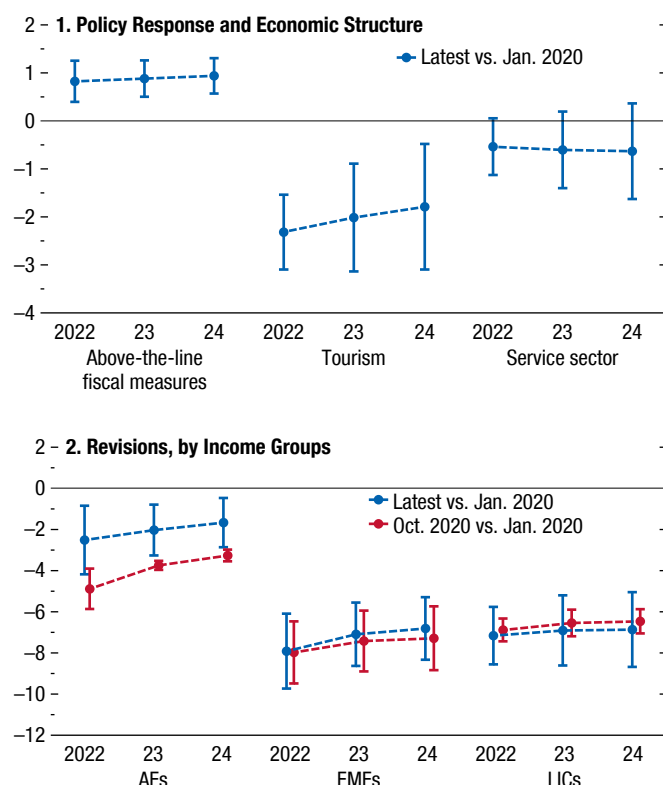 1. Policy Response and Economic Structure
Latest vs. Jan. 2020
2
1
0
–1
–2
–3
–4
2022 23 24 2022 23 24 2022 23 24
Above-the-line fiscal measures
Tourism
Service sector
2. Revisions, by Income Groups
Latest vs. Jan. 2020
Oct. 2020 vs. Jan. 2020
2
0
–2
–4
–6
–8
–10
–12
2022 23 24 2022 23 24 2022 23 24
AEs EMEs LICs